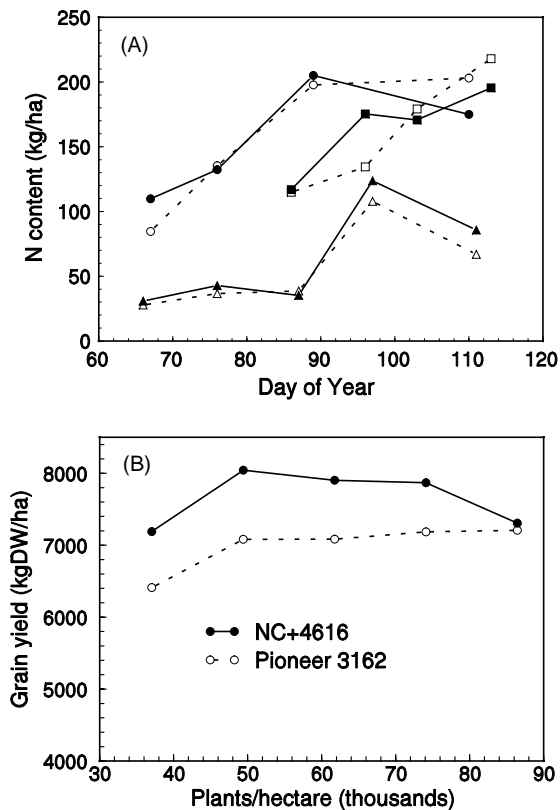 (A)
250
200
150
100
50
0
N content (kg/ha)
60 70 80 90 100 110 120
Day of Year
(B)
8000
7000
6000
5000
4000
Grain yield (kgDW/ha)
NC+4616
Pioneer 3162
30 40 50 60 70 80 90
Plants/hectare (thousands)